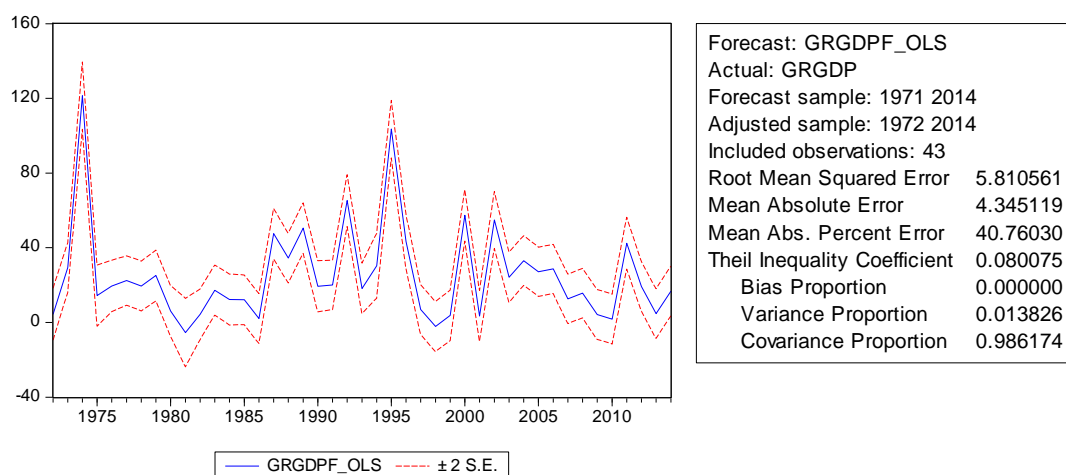 160
120
80
40
0
-40
1975 1980 1985 1990 1995 2000 2005 2010
GRGDPF_OLS ± 2 S.E.
Forecast: GRGDPF_OLS
Actual: GRGDP
Forecast sample: 1971 2014
Adjusted sample: 1972 2014
Included observations: 43
Root Mean Squared Error 5.810561
Mean Absolute Error 4.345119
Mean Abs. Percent Error 40.76030
Theil Inequality Coefficient 0.080075
Bias Proportion 0.000000
Variance Proportion 0.013826
Covariance Proportion 0.986174